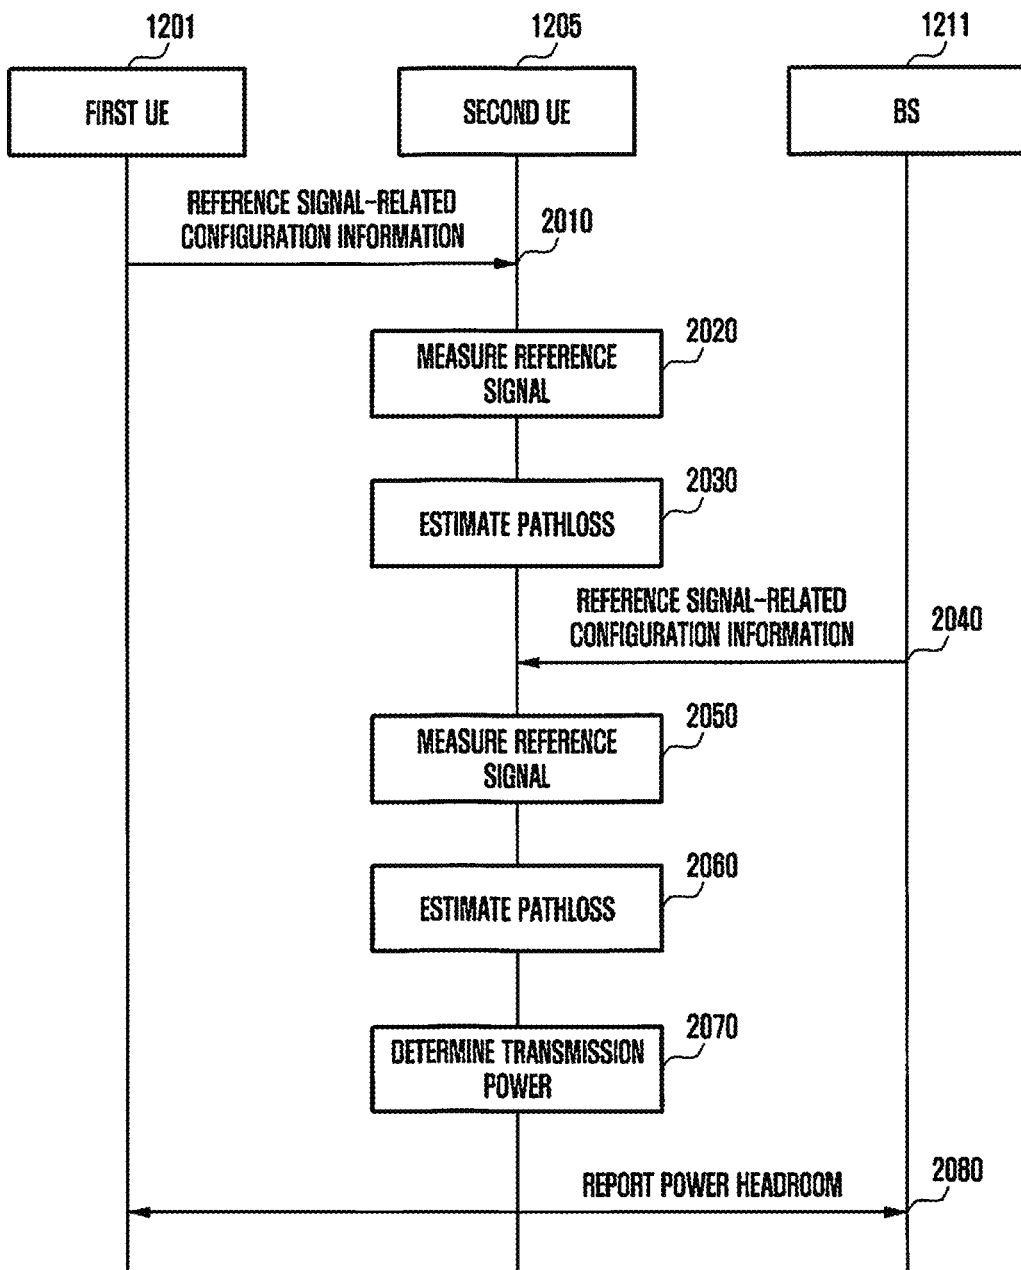 1201
1205
1211
FIRST UE
SECOND UE
BS
REFERENCE SIGNAL-RELATED
CONFIGURATION INFORMATION
2010
MEASURE REFERENCE
SIGNAL
2020
ESTIMATE PATHLOSS
2030
REFERENCE SIGNAL-RELATED
CONFIGURATION INFORMATION
2040
MEASURE REFERENCE
SIGNAL
2050
ESTIMATE PATHLOSS
2060
DETERMINE TRANSMISSION
POWER
2070
REPORT POWER HEADROOM
2080